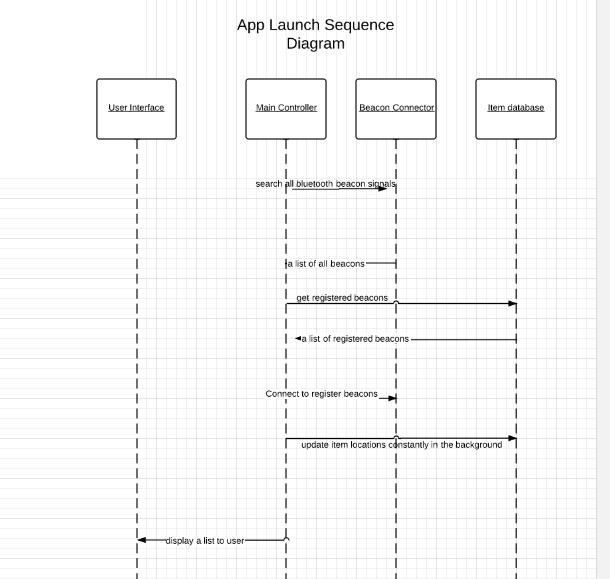 App Launch Sequence
Diagram
User Interface
Main Controller
Beacon Connector
Item database
search all bluetooth beacon signals
a list of all beacons
get registered beacons
a list of registered beacons
Connect to register beacons
update item locations constantly in the background
display a list to user